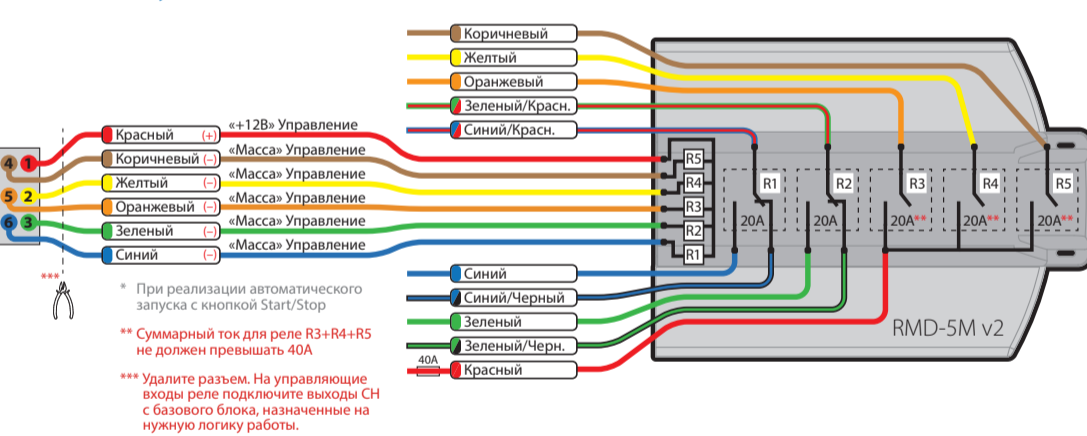 Коричневый
Желтый
Оранжевый
Зеленый/Красн.
Синий/Красн.
Красный (+) «+12В» Управление
Коричневый (–) «Масса» Управление
Желтый (–) «Масса» Управление
Оранжевый (–) «Масса» Управление
Зеленый (–) «Масса» Управление
Синий (–) «Масса» Управление
4 1
5 2
6 3
R5
R4
R3
R2
R1
R1 R2 R3 R4 R5
20A 20A 20A** 20A** 20A**
Синий
Синий/Черный
Зеленый
Зеленый/Черн.
40A Красный
RMD-5M v2
***
* При реализации автоматического
запуска с кнопкой Start/Stop
** Суммарный ток для реле R3+R4+R5
не должен превышать 40А
*** Удалите разъем. На управляющие
входы реле подключите выходы СН
с базового блока, назначенные на
нужную логику работы.